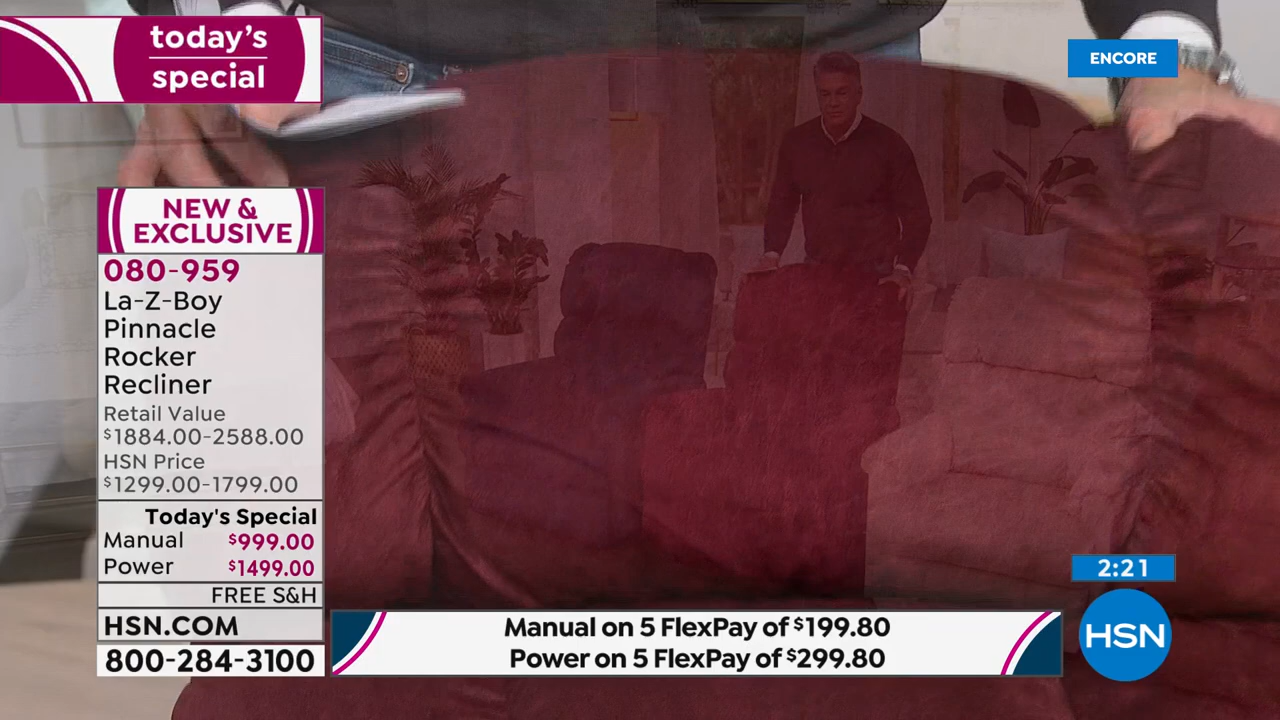 today's
special
ENCORE
NEW &
EXCLUSIVE
080-959
La-Z-Boy
Pinnacle
Rocker
Recliner
Retail Value
$1884.00-2588.00
HSN Price
$1299.00-1799.00
Today's Special
Manual $999.00
Power $1499.00
FREE S&H
HSN.COM
800-284-3100
Manual on 5 FlexPay of $199.80
Power on 5 FlexPay of $299.80
2:21
HSN